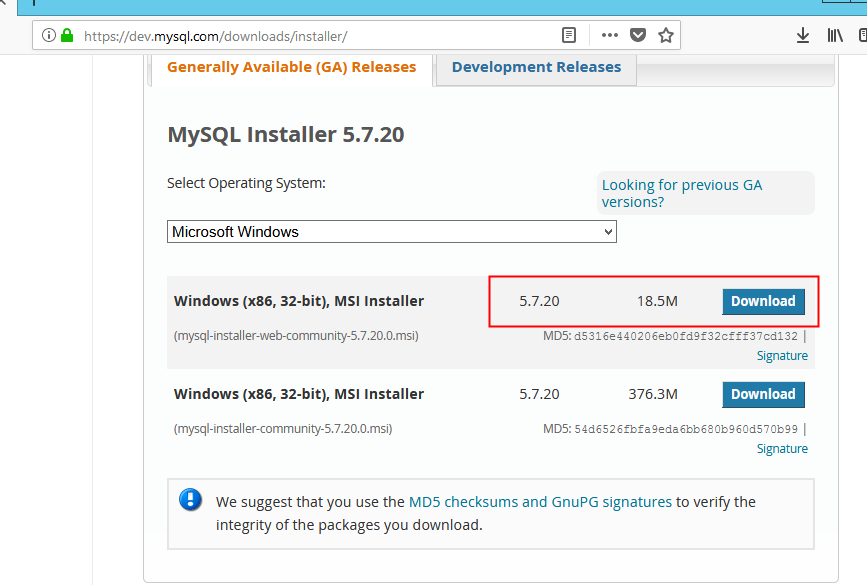 https://dev.mysql.com/downloads/installer/
Generally Available (GA) Releases Development Releases
MySQL Installer 5.7.20
Select Operating System:
Looking for previous GA
versions?
Microsoft Windows
Windows (x86, 32-bit), MSI Installer 5.7.20 18.5M Download
(mysql-installer-web-community-5.7.20.0.msi) MD5: d5316e440206eb0fd9f32cfff37cd132 |
Signature
Windows (x86, 32-bit), MSI Installer 5.7.20 376.3M Download
(mysql-installer-community-5.7.20.0.msi) MD5: 54d6526fbfa9eda6bb680b960d570b99 |
Signature
We suggest that you use the MD5 checksums and GnuPG signatures to verify the
integrity of the packages you download.